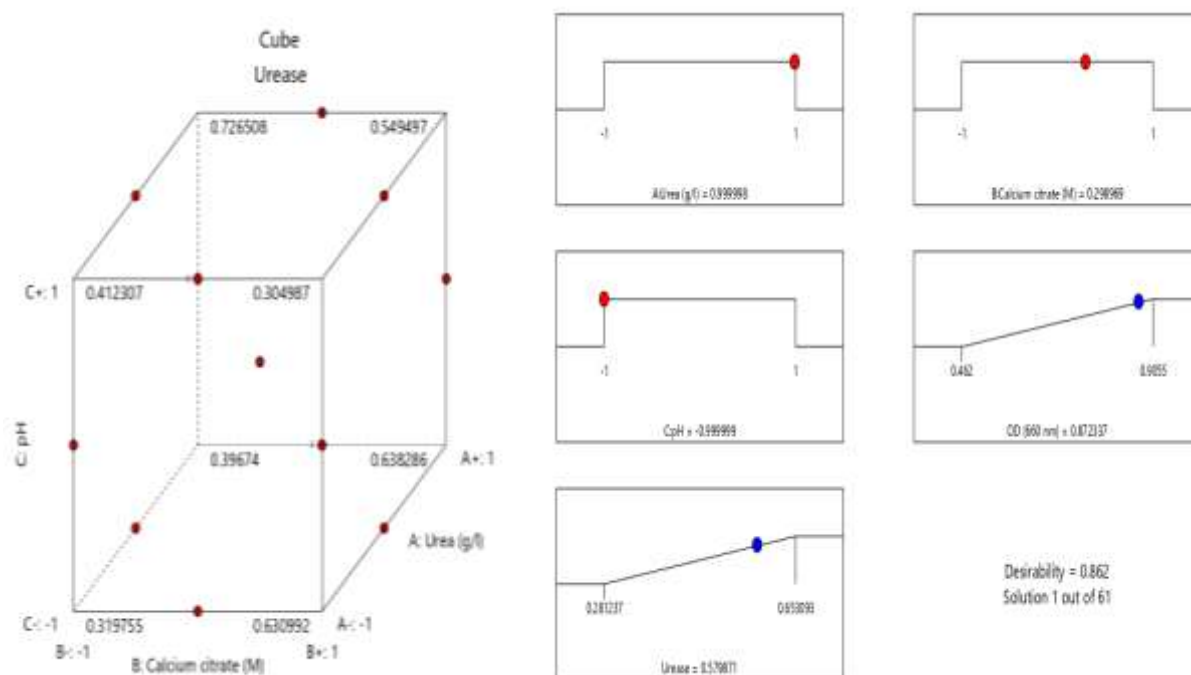 Cube
Urease
0.726508
0.549497
C+: 1
0.412307
0.304987
C: pH
0.39674
0.638286
A+: 1
A: Urea (g/l)
C-: -1
0.319755
0.630992
A-: -1
B-: -1
B+: 1
B: Calcium citrate (M)
-1
1
A:Urea (g/l) = 0.999998
-1
1
B:Calcium citrate (M) = 0.298969
-1
1
C:pH = -0.999999
0.462
0.9055
OD (660 nm) = 0.872337
0.281237
0.653093
Urease = 0.579871
Desirability = 0.862
Solution 1 out of 61